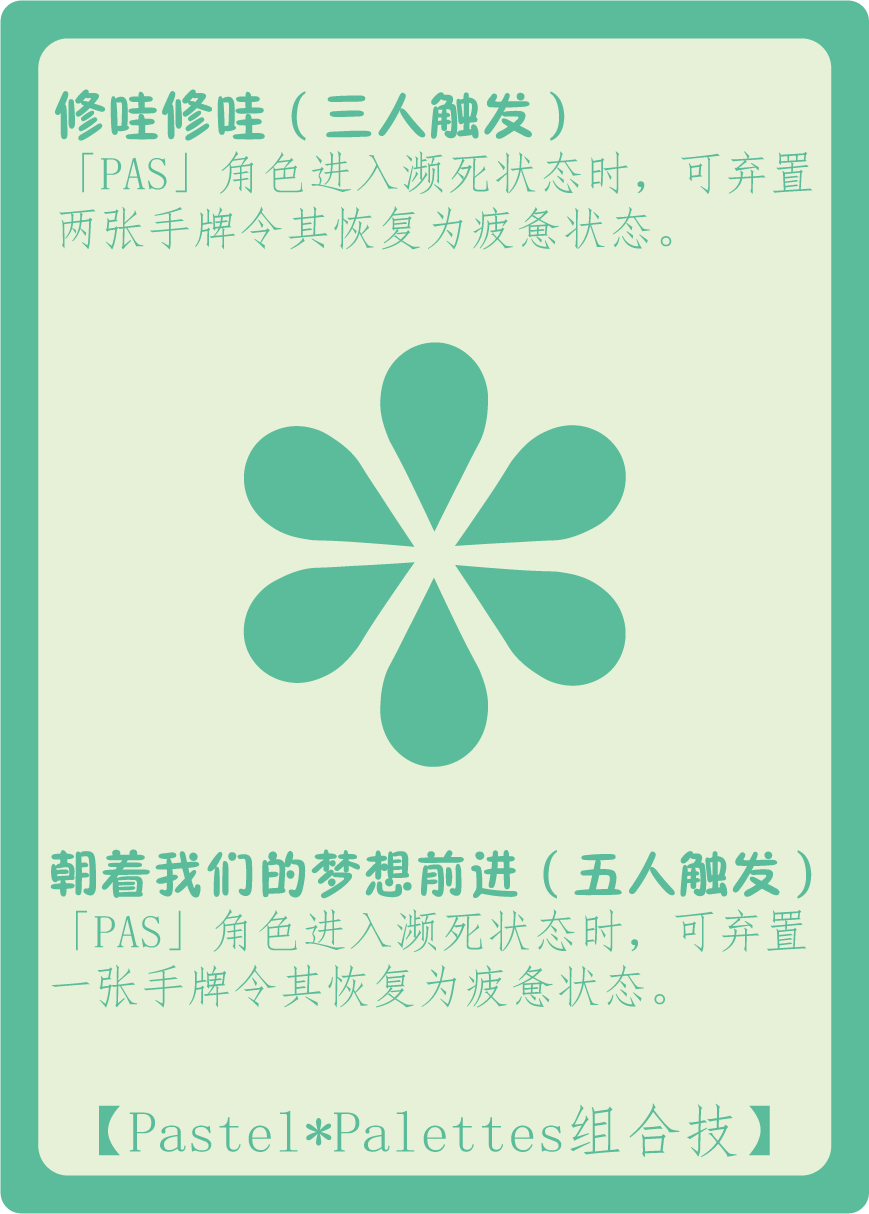 修哇修哇（三人触发）
「PAS」角色进入濒死状态时，可弃置
两张手牌令其恢复为疲惫状态。
朝着我们的梦想前进（五人触发）
「PAS」角色进入濒死状态时，可弃置
一张手牌令其恢复为疲惫状态。
【Pastel*Palettes组合技】